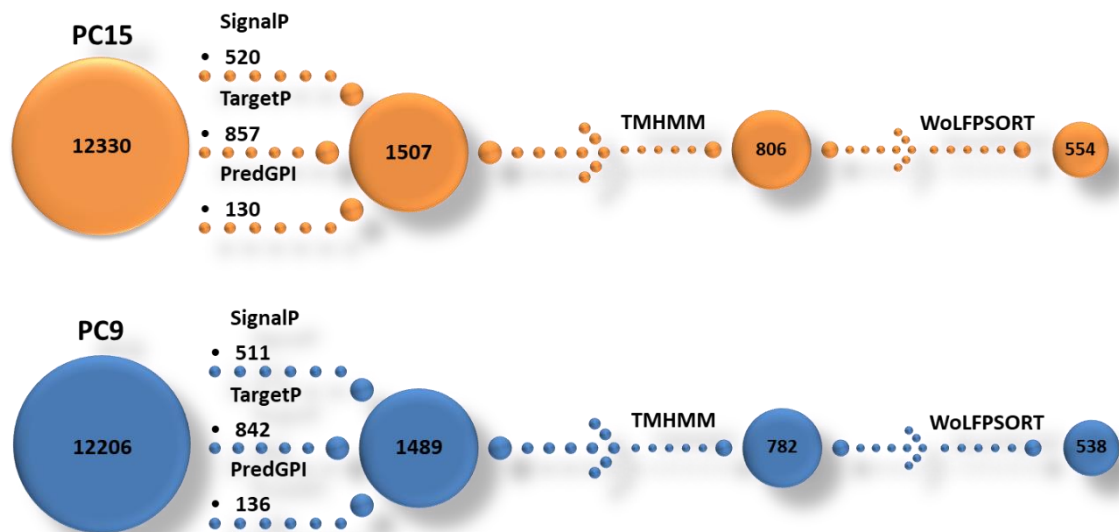 PC15
12330
SignalP
• 520
TargetP
• 857
PredGPI
• 130
1507
TMHMM
806
WoLFPSORT
554
PC9
12206
SignalP
• 511
TargetP
• 842
PredGPI
• 136
1489
TMHMM
782
WoLFPSORT
538